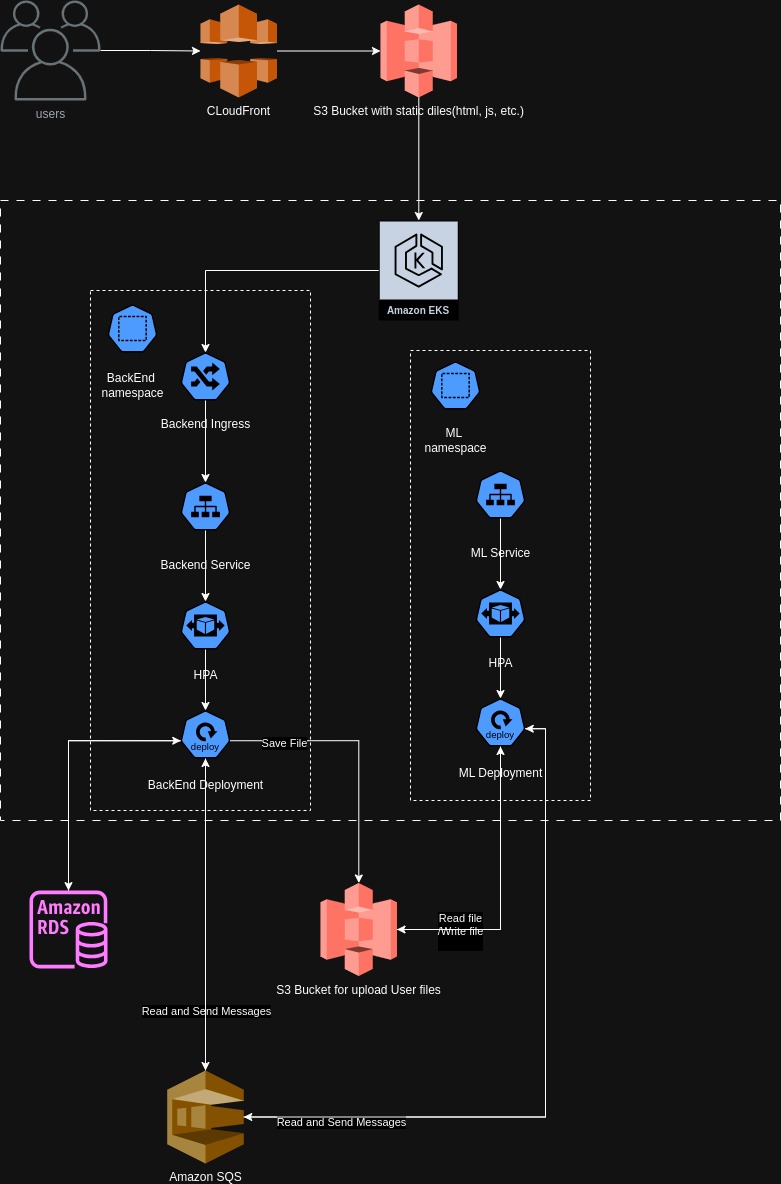 users
CLoudFront
S3 Bucket with static diles(html, js, etc.)
K
Amazon EKS
BackEnd
namespace
Backend Ingress
ML
namespace
Backend Service
ML Service
HPA
HPA
deploy
Save File
BackEnd Deployment
deploy
ML Deployment
Amazon
RDS
Read file
/Write file
S3 Bucket for upload User files
Read and Send Messages
Read and Send Messages
Amazon SQS